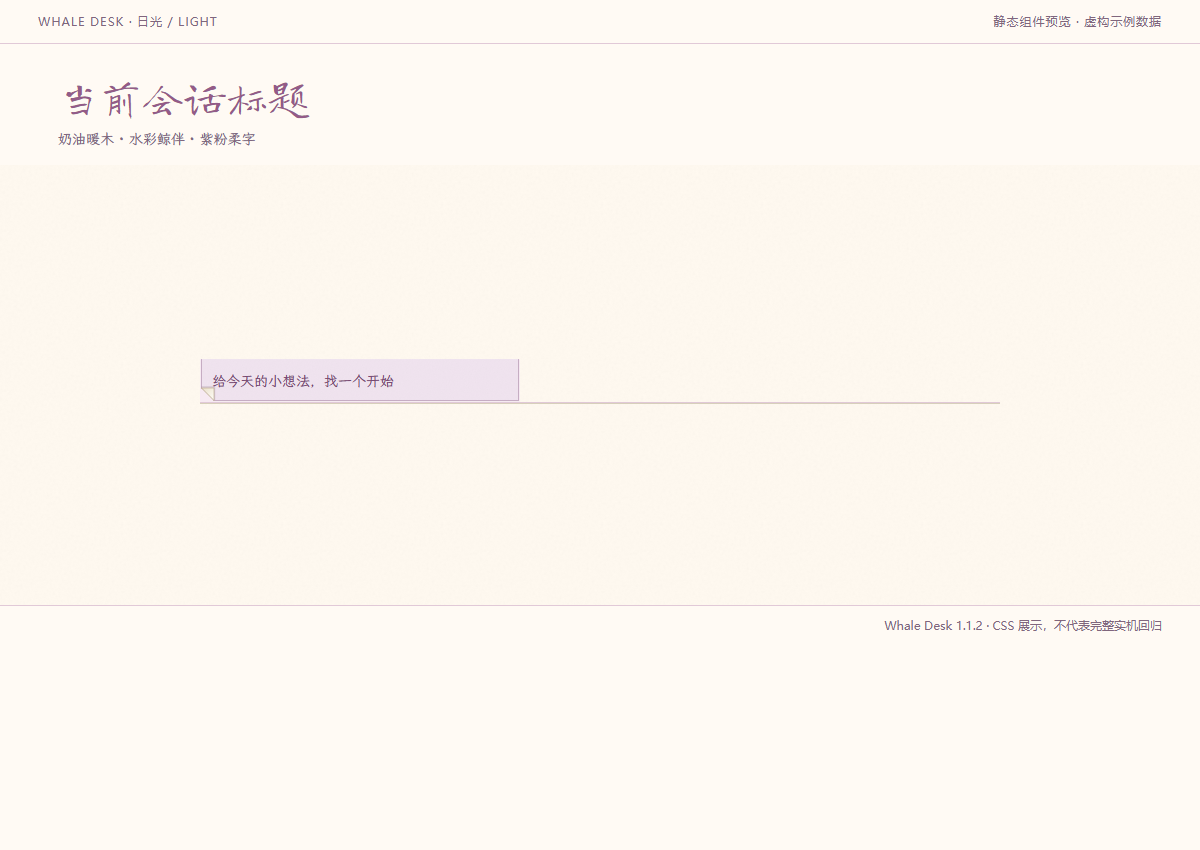 WHALE DESK · 日光 / LIGHT
静态组件预览 · 虚构示例数据
当前会话标题
奶油暖木 · 水彩鲸伴 · 紫粉柔字
给今天的小想法，找一个开始
Whale Desk 1.1.2 · CSS 展示，不代表完整实机回归